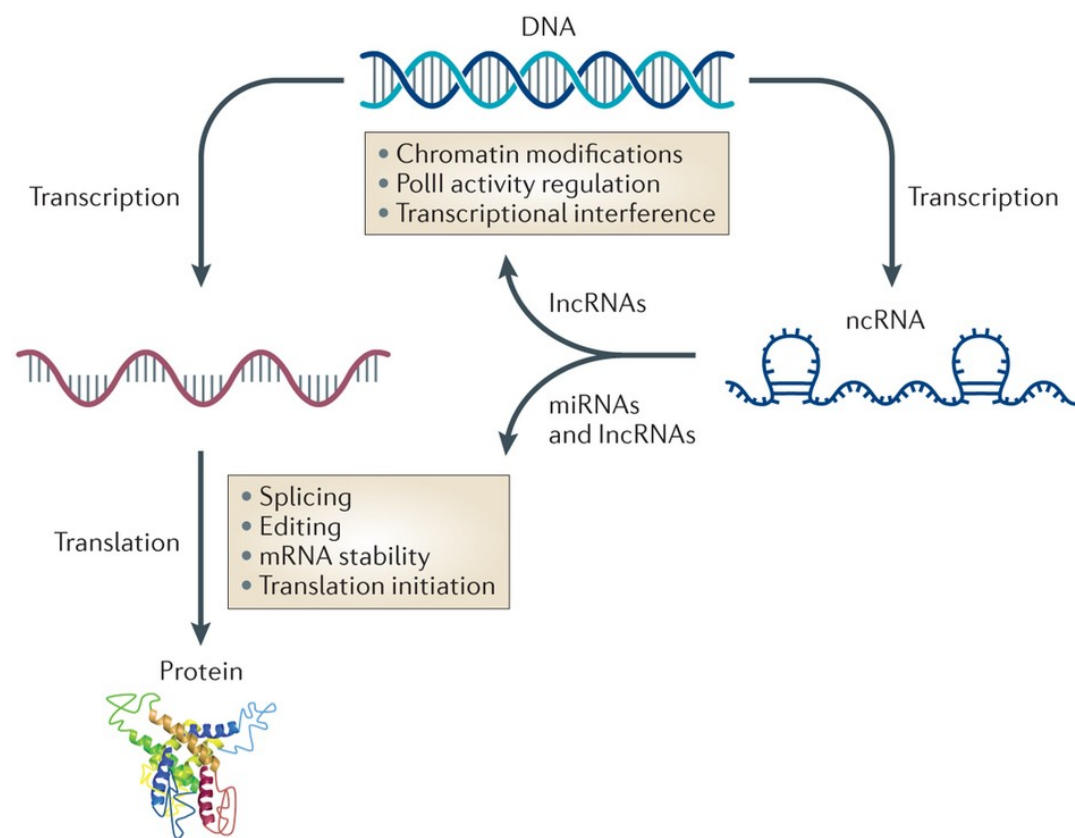 DNA
• Chromatin modifications
• PolII activity regulation
• Transcriptional interference
Transcription
Transcription
lncRNAs
ncRNA
miRNAs
and lncRNAs
• Splicing
• Editing
• mRNA stability
• Translation initiation
Translation
Protein